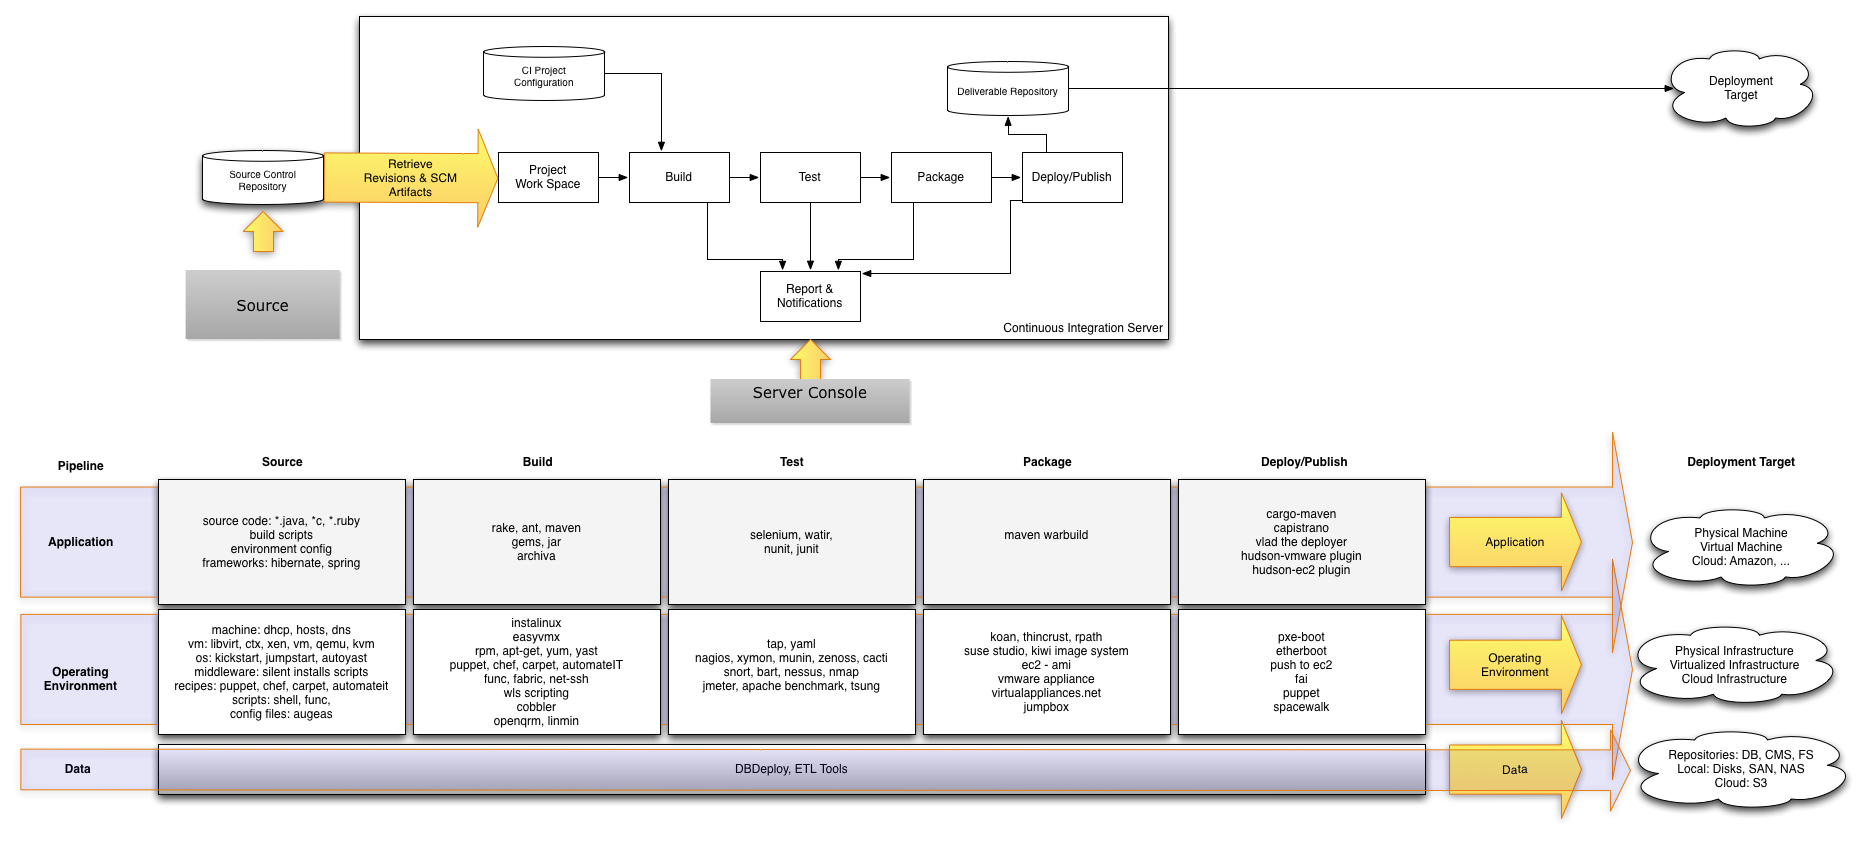 CI Project
Configuration
Deliverable Repository
Deployment
Target
Source Control
Repository
Retrieve
Revisions & SCM
Artifacts
Project
Work Space
Build
Test
Package
Deploy/Publish
Source
Report &
Notifications
Continuous Integration Server
Server Console
Pipeline
Source
Build
Test
Package
Deploy/Publish
Deployment Target
Application
source code: *.java, *c, *.ruby
build scripts
environment config
frameworks: hibernate, spring
rake, ant, maven
gems, jar
archiva
selenium, watir,
nunit, junit
maven warbuild
cargo-maven
capistrano
vlad the deployer
hudson-vmware plugin
hudson-ec2 plugin
Application
Physical Machine
Virtual Machine
Cloud: Amazon, ...
Operating
Environment
machine: dhcp, hosts, dns
vm: libvirt, ctx, xen, vm, qemu, kvm
os: kickstart, jumpstart, autoyast
middleware: silent installs scripts
recipes: puppet, chef, carpet, automateit
scripts: shell, func,
config files: augeas
instalinux
easyvmx
rpm, apt-get, yum, yast
puppet, chef, carpet, automateIT
func, fabric, net-ssh
wls scripting
cobbler
openqrm, linmin
tap, yaml
nagios, xymon, munin, zenoss, cacti
snort, bart, nessus, nmap
jmeter, apache benchmark, tsung
koan, thincrust, rpath
suse studio, kiwi image system
ec2 - ami
vmware appliance
virtualappliances.net
jumpbox
pxe-boot
etherboot
push to ec2
fai
puppet
spacewalk
Operating
Environment
Physical Infrastructure
Virtualized Infrastructure
Cloud Infrastructure
Data
DBDeploy, ETL Tools
Data
Repositories: DB, CMS, FS
Local: Disks, SAN, NAS
Cloud: S3